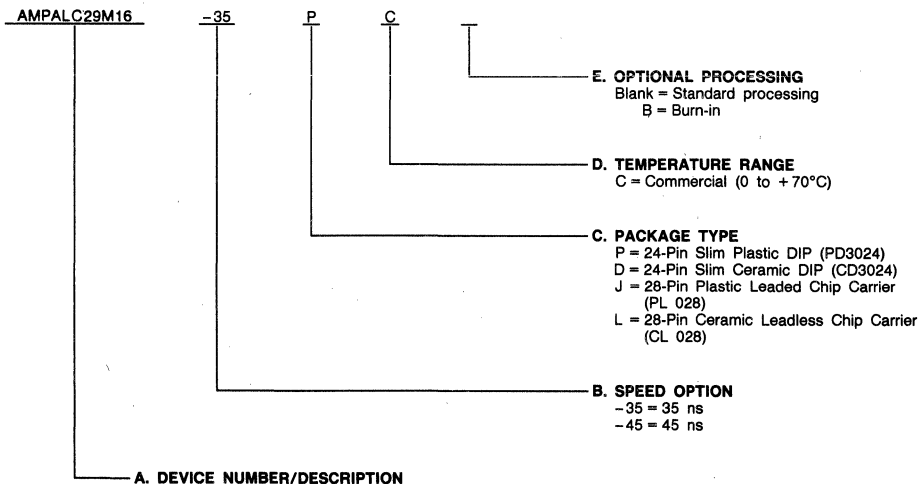 AMPALC29M16 -35 P C _
E. OPTIONAL PROCESSING
Blank = Standard processing
B = Burn-in
D. TEMPERATURE RANGE
C = Commercial (0 to +70°C)
C. PACKAGE TYPE
P = 24-Pin Slim Plastic DIP (PD3024)
D = 24-Pin Slim Ceramic DIP (CD3024)
J = 28-Pin Plastic Leaded Chip Carrier
(PL 028)
L = 28-Pin Ceramic Leadless Chip Carrier
(CL 028)
B. SPEED OPTION
-35 = 35 ns
-45 = 45 ns
A. DEVICE NUMBER/DESCRIPTION